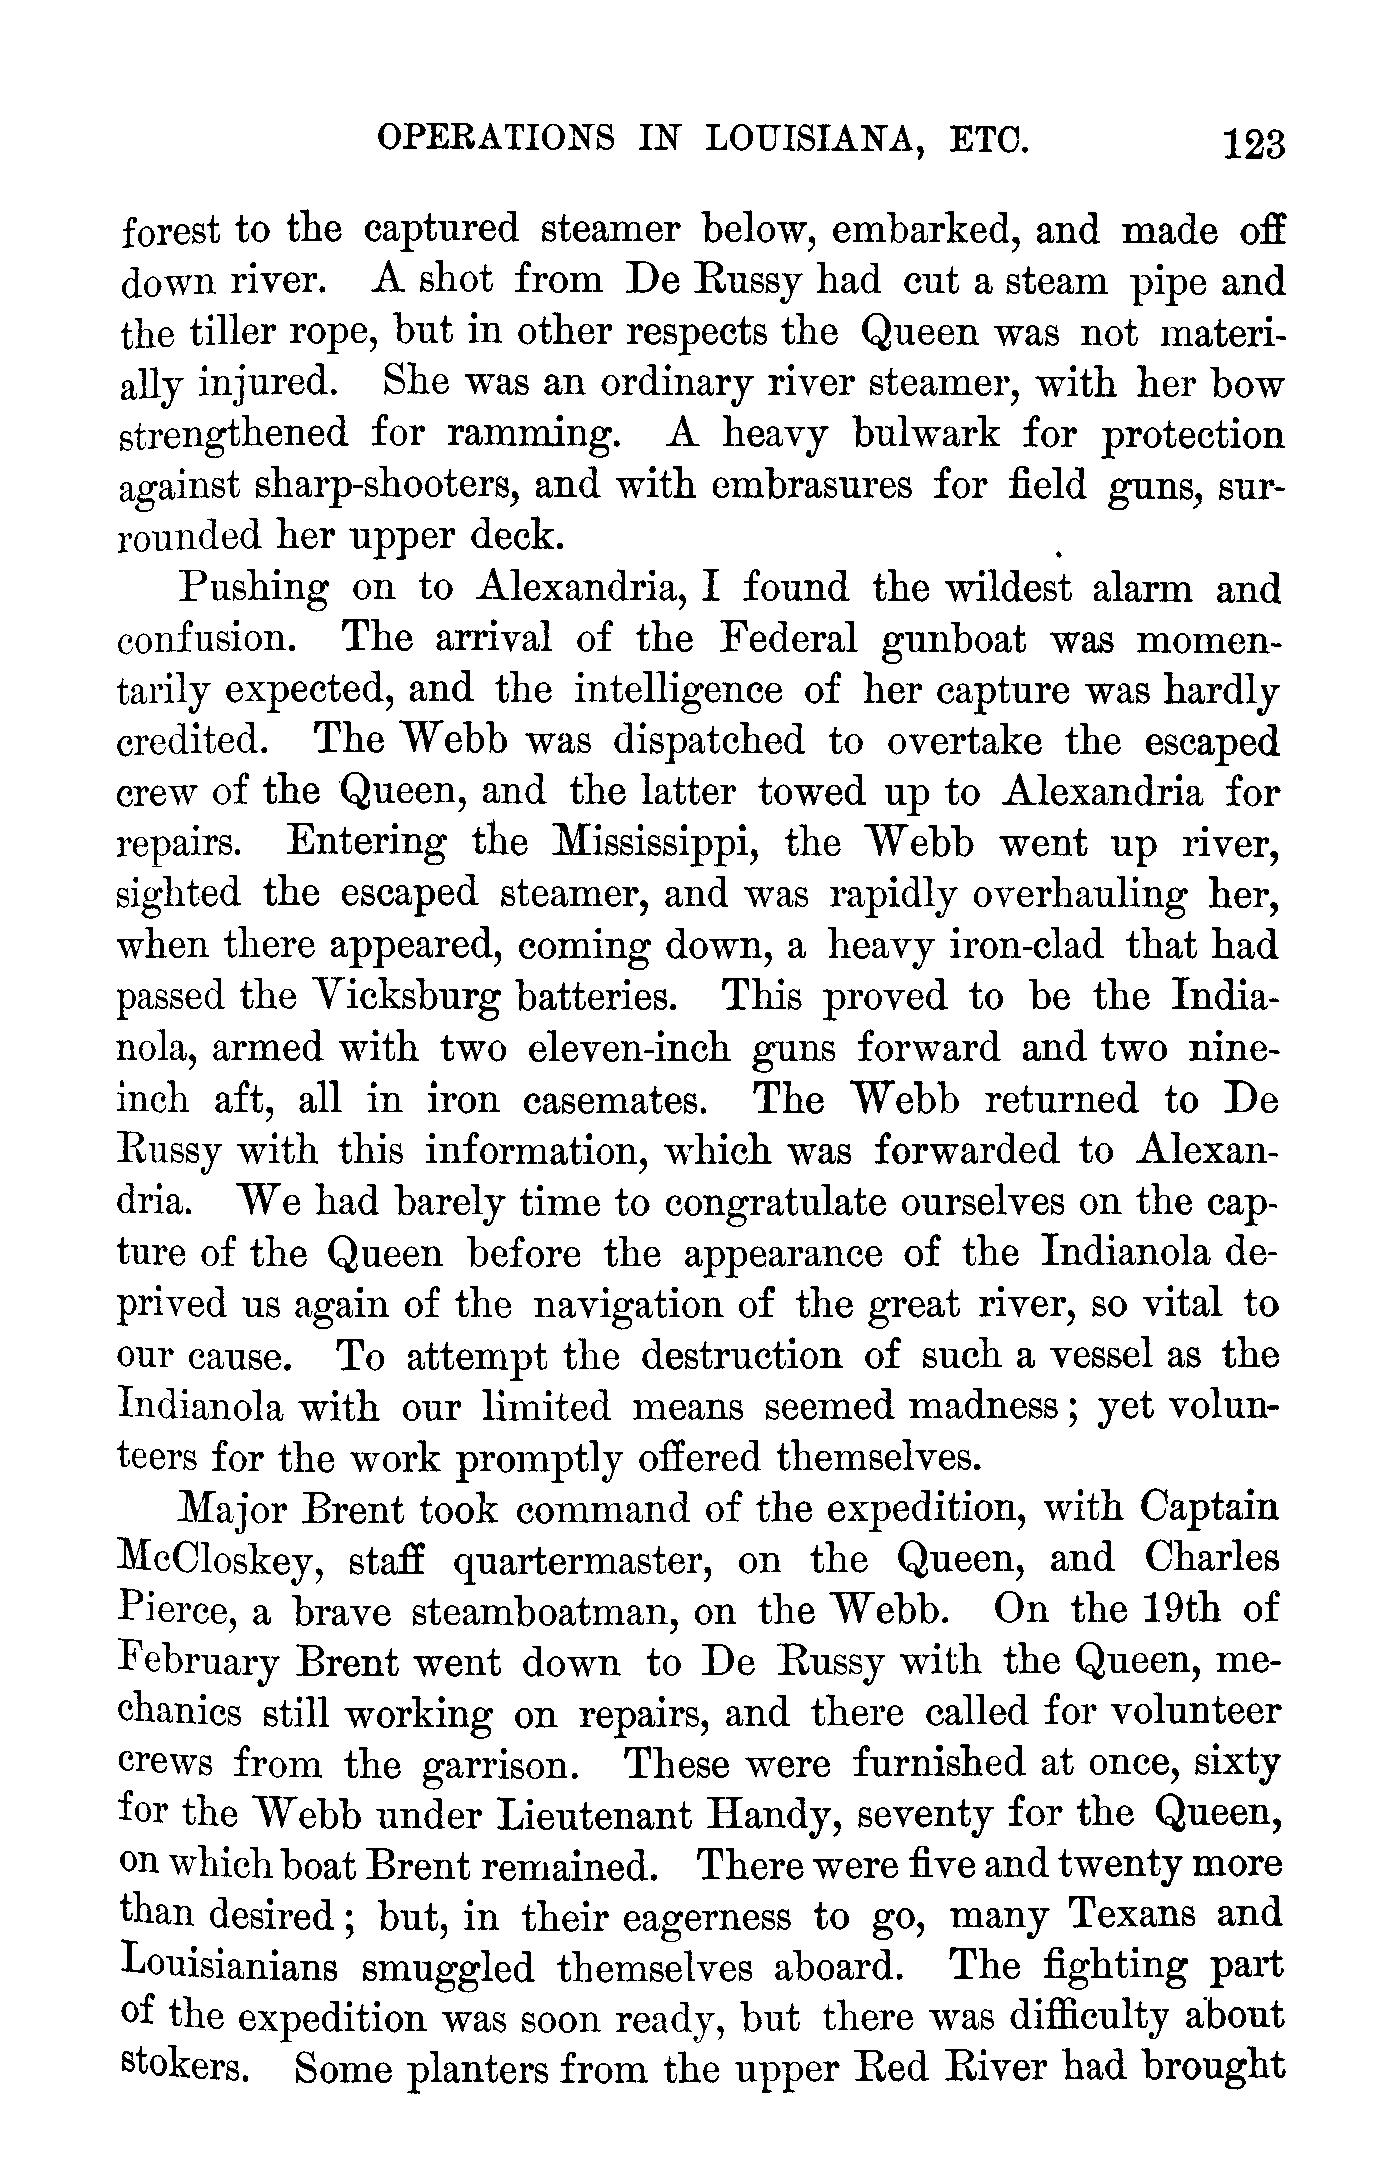 OPERATIONS IN LOUISIANA, ETC. 123
forest to the captured steamer below, embarked, and made off
down river. A shot from De Russy had cut a steam pipe and
the tiller rope, but in other respects the Queen was not materi-
ally injured. She was an ordinary river steamer, with her bow
strengthened for ramming. A heavy bulwark for protection
against sharp-shooters, and with embrasures for field guns, sur-
rounded her upper deck.
Pushing on to Alexandria, I found the wildest alarm and
confusion. The arrival of the Federal gunboat was momen-
tarily expected, and the intelligence of her capture was hardly
credited. The Webb was dispatched to overtake the escaped
crew of the Queen, and the latter towed up to Alexandria for
repairs. Entering the Mississippi, the Webb went up river,
sighted the escaped steamer, and was rapidly overhauling her,
when there appeared, coming down, a heavy iron-clad that had
passed the Vicksburg batteries. This proved to be the India-
nola, armed with two eleven-inch guns forward and two nine-
inch aft, all in iron casemates. The Webb returned to De
Russy with this information, which was forwarded to Alexan-
dria. We had barely time to congratulate ourselves on the cap-
ture of the Queen before the appearance of the Indianola de-
prived us again of the navigation of the great river, so vital to
our cause. To attempt the destruction of such a vessel as the
Indianola with our limited means seemed madness; yet volun-
teers for the work promptly offered themselves.
Major Brent took command of the expedition, with Captain
McCloskey, staff quartermaster, on the Queen, and Charles
Pierce, a brave steamboatman, on the Webb. On the 19th of
February Brent went down to De Russy with the Queen, me-
chanics still working on repairs, and there called for volunteer
crews from the garrison. These were furnished at once, sixty
for the Webb under Lieutenant Handy, seventy for the Queen,
on which boat Brent remained. There were five and twenty more
than desired; but, in their eagerness to go, many Texans and
Louisianians smuggled themselves aboard. The fighting part
of the expedition was soon ready, but there was difficulty about
stokers. Some planters from the upper Red River had brought